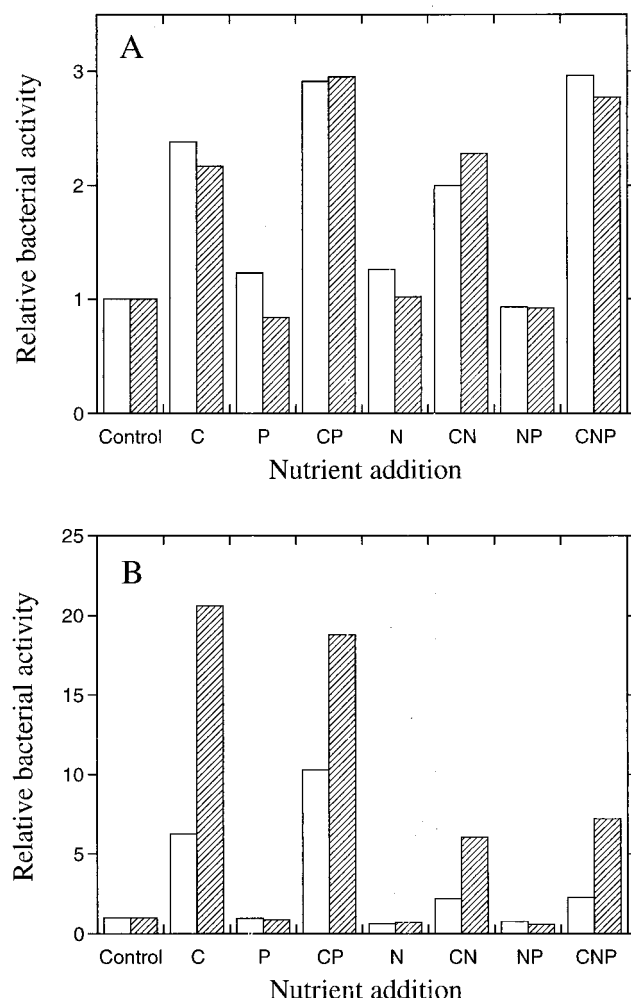 A
Relative bacterial activity
3
2
1
0
Control C P CP N CN NP CNP
Nutrient addition
B
Relative bacterial activity
25
20
15
10
5
0
Control C P CP N CN NP CNP
Nutrient addition